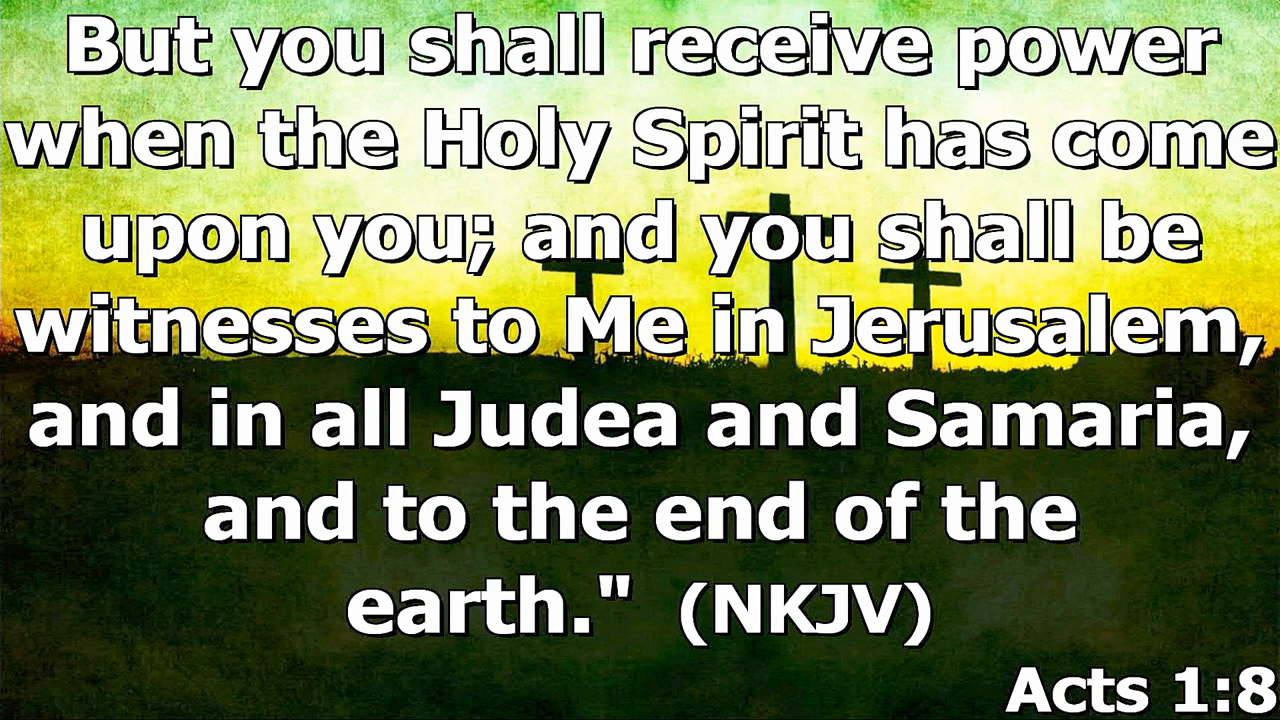 But you shall receive power
when the Holy Spirit has come
upon you; and you shall be
witnesses to Me in Jerusalem,
and in all Judea and Samaria,
and to the end of the
earth." (NKJV)
Acts 1:8